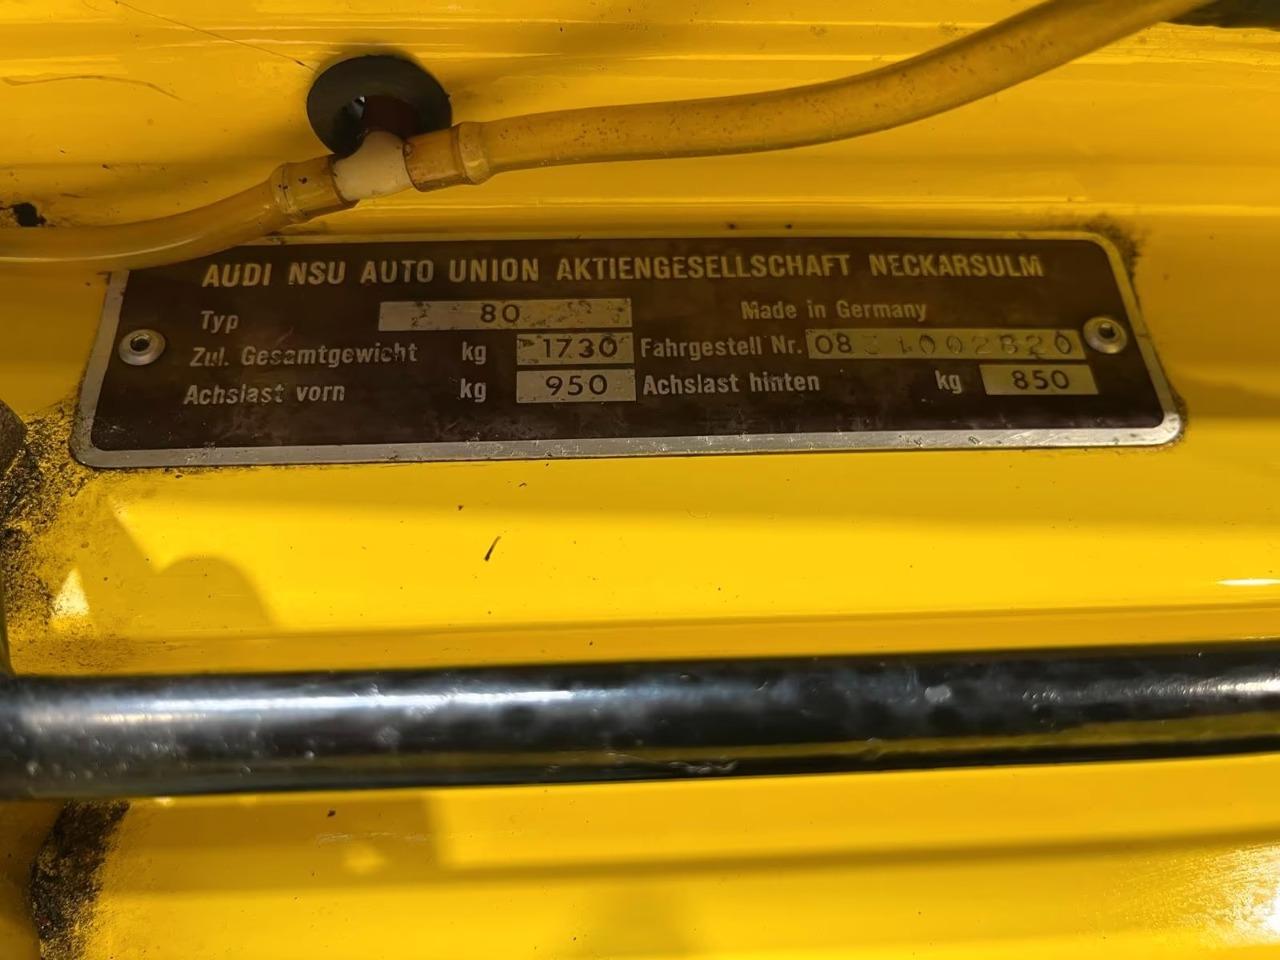 AUDI NSU AUTO UNION AKTIENGESELLSCHAFT NECKARSULM
Typ 80 Made in Germany
Zul. Gesamtgewicht kg 1730 Fahrgestell Nr.
Achslast vorn kg 950 Achslast hinten kg 850